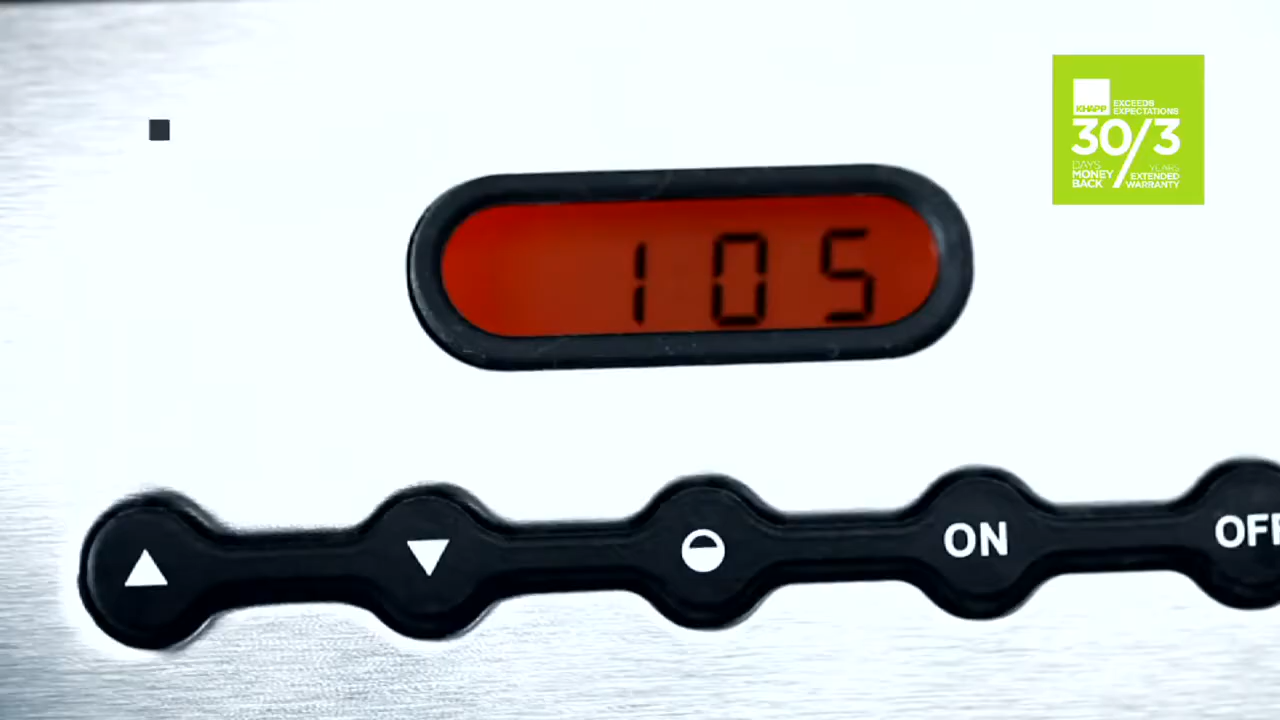 KHAPP EXCEEDS
EXPECTATIONS
30/3
DAYS
MONEY
BACK
YEARS
EXTENDED
WARRANTY
105
ON
OFF